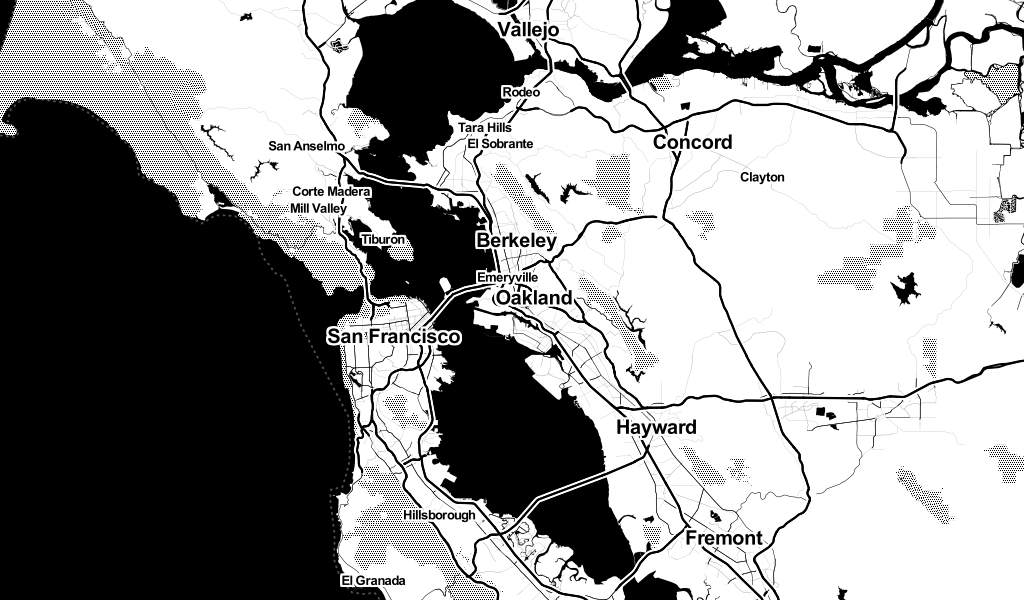 Vallejo
Rodeo
Tara Hills
El Sobrante
San Anselmo
Concord
Clayton
Corte Madera
Mill Valley
Tiburon
Berkeley
Emeryville
Oakland
San Francisco
Hayward
Hillsborough
Fremont
El Granada